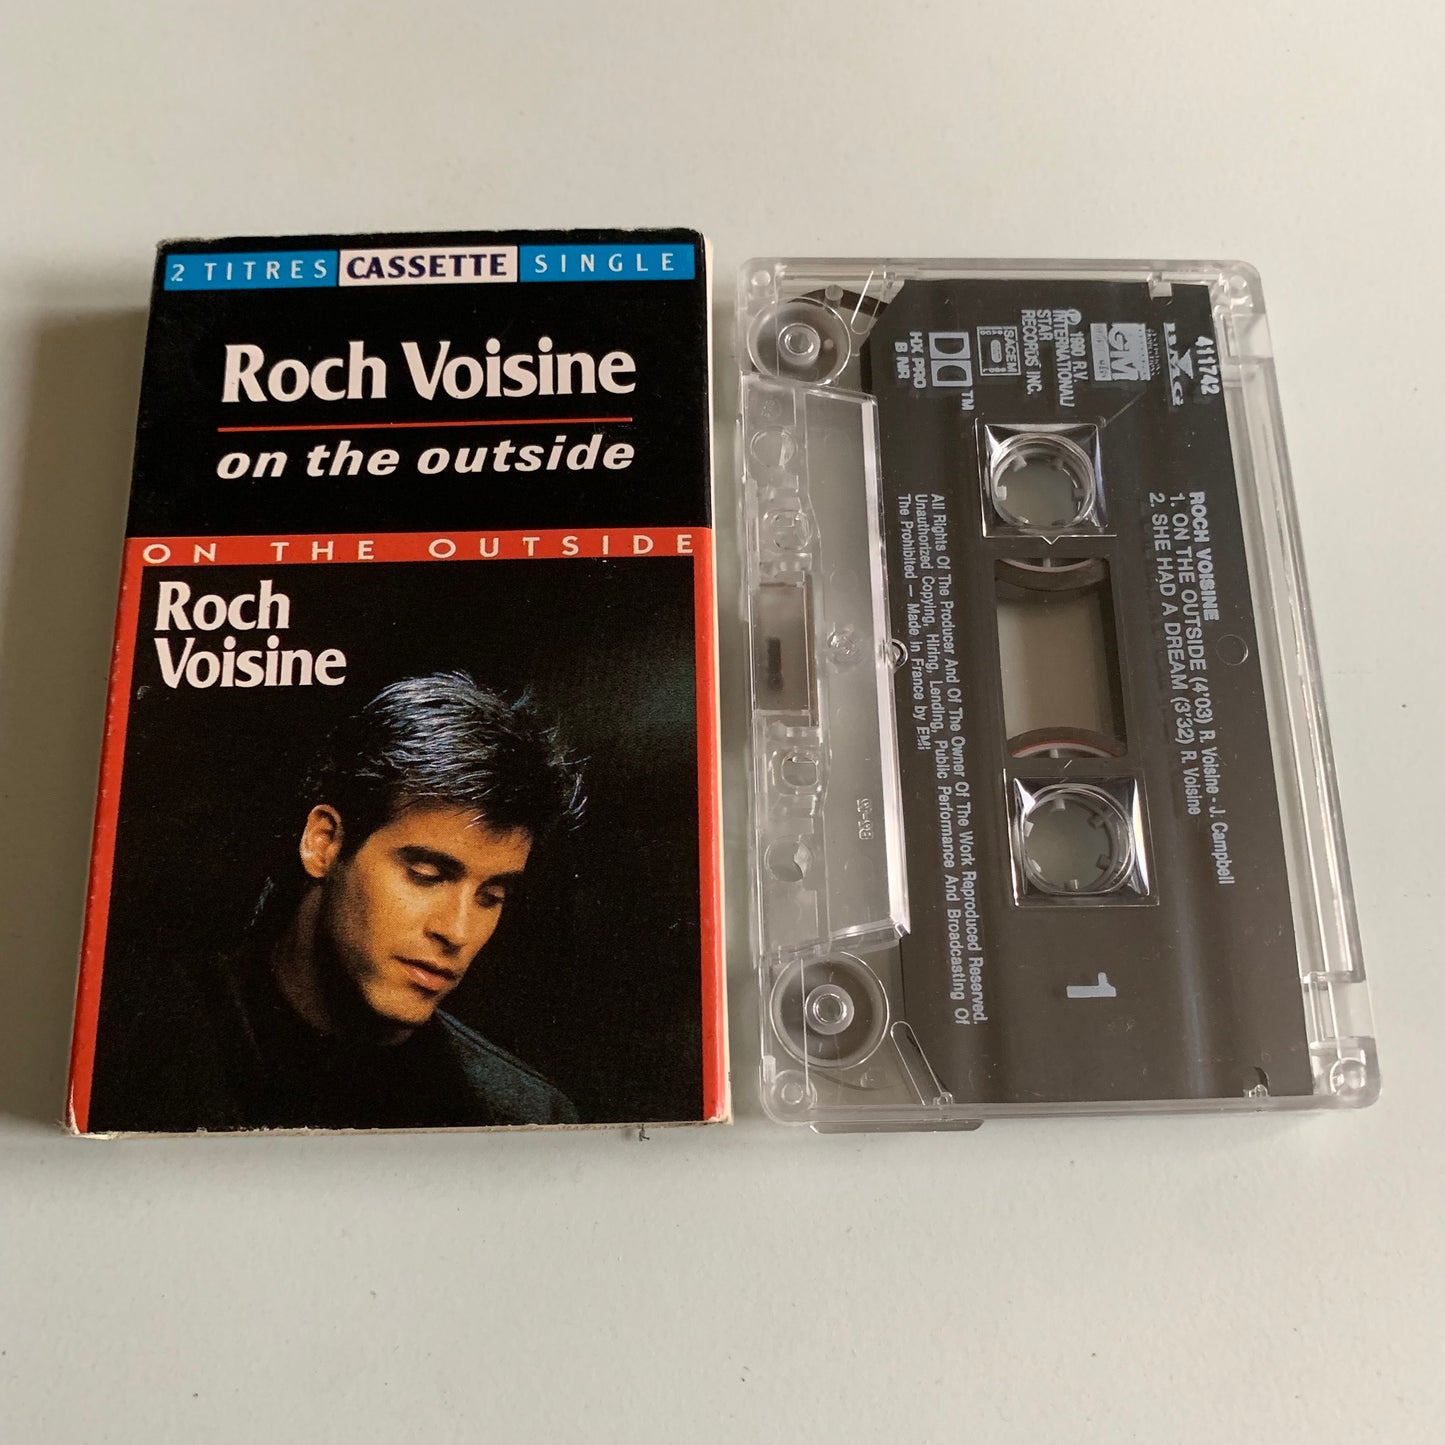 2 TITRES CASSETTE SINGLE
Roch Voisine
on the outside
ON THE OUTSIDE
Roch
Voisine
411742
BMG
GM
℗ 1990 R.V.
INTERNATIONAL/
STAR
RECORDS INC.
SACEM
DD™
HX PRO
B NR
ROCH VOISINE
1. ON THE OUTSIDE (4'03) R. Voisine - J. Campbell
2. SHE HAD A DREAM (3'32) R. Voisine
1
All Rights Of The Producer And Of The Owner Of The Work Reproduced Reserved.
Unauthorized Copying, Hiring, Lending, Public Performance And Broadcasting Of
The Prohibited — Made in France by EMI